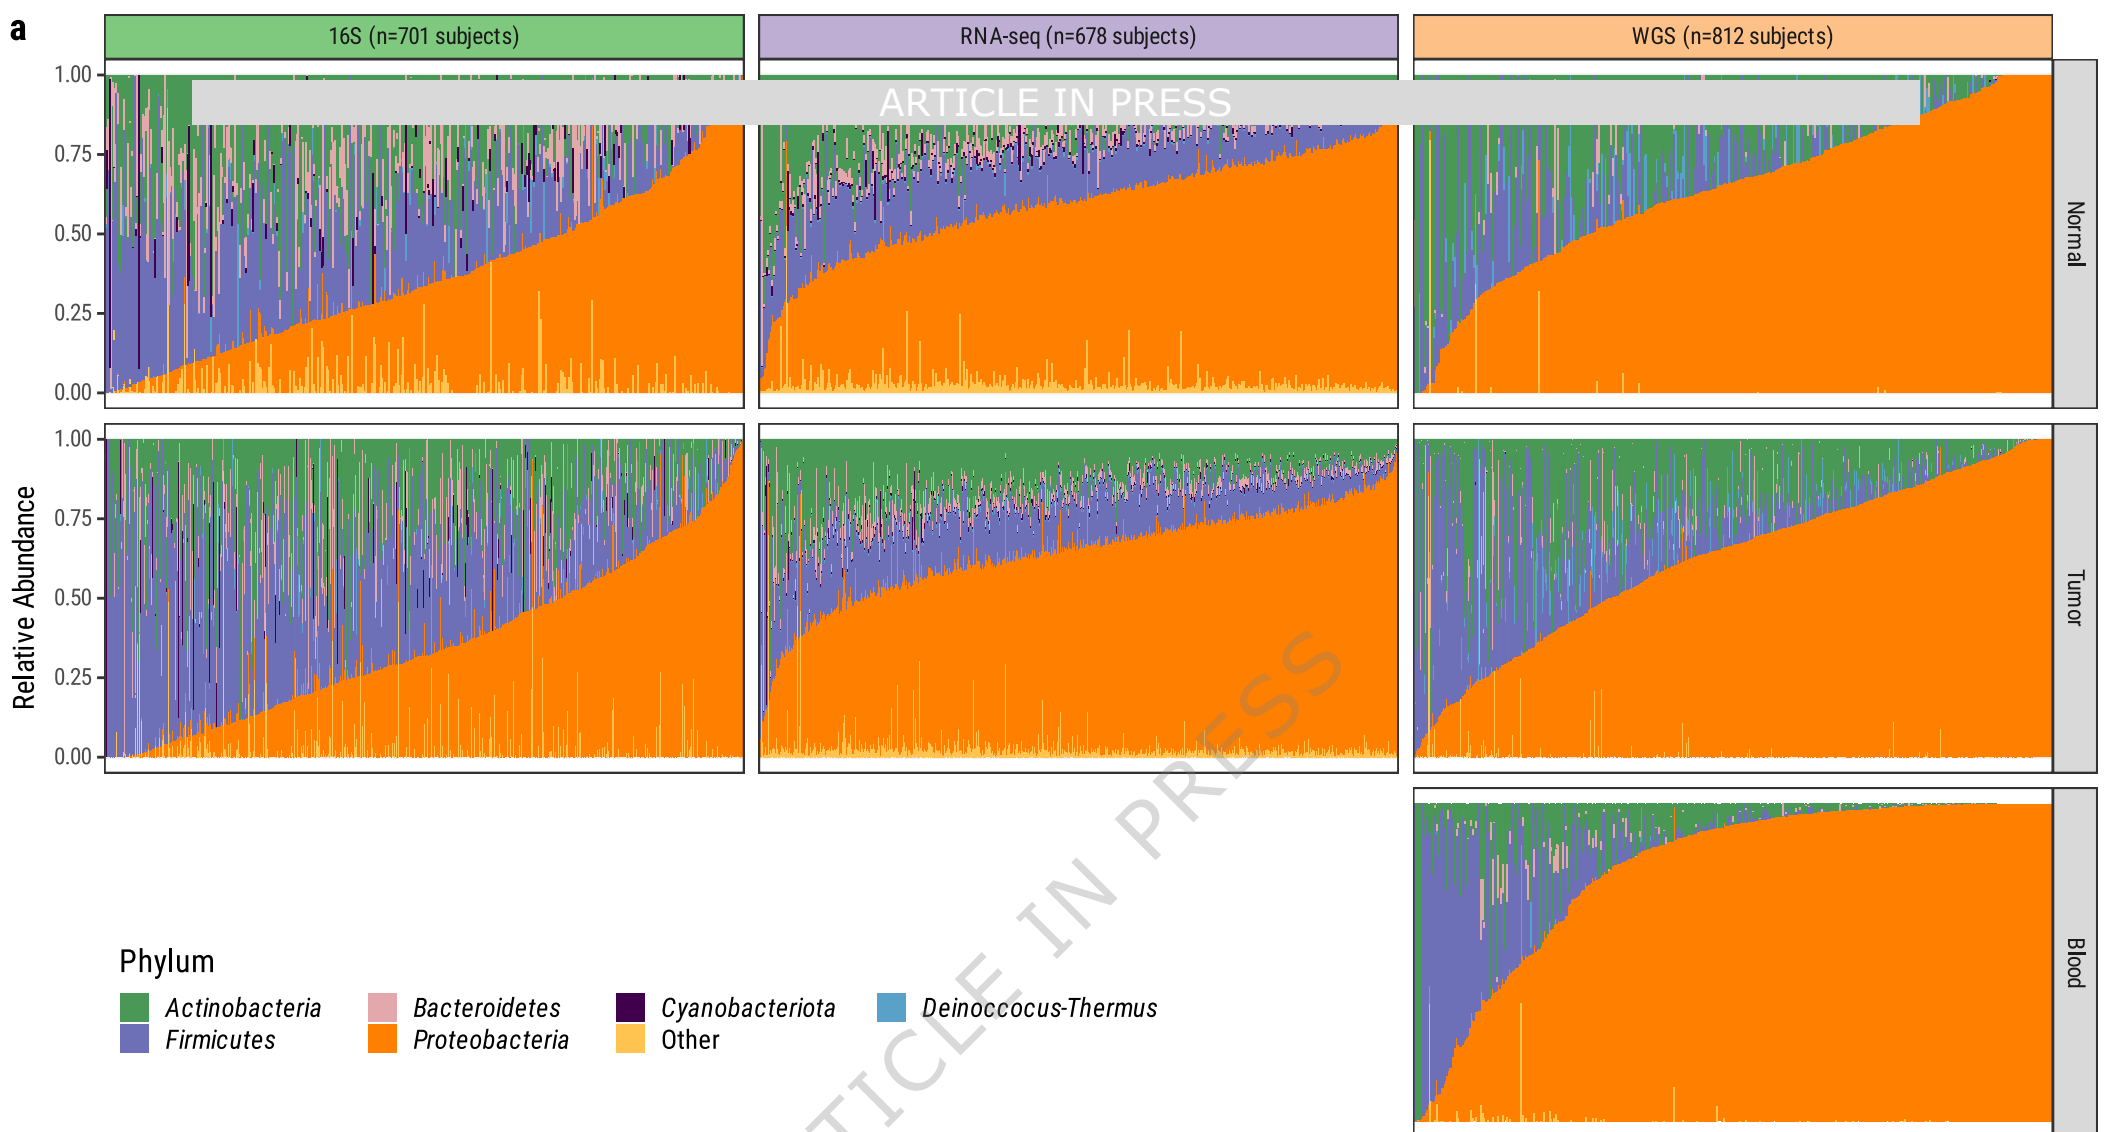 a
16S (n=701 subjects)
RNA-seq (n=678 subjects)
WGS (n=812 subjects)
ARTICLE IN PRESS
1.00
0.75
0.50
0.25
0.00
Normal
1.00
0.75
0.50
0.25
0.00
Tumor
Relative Abundance
Blood
Phylum
Actinobacteria
Bacteroidetes
Cyanobacteriota
Deinoccocus-Thermus
Firmicutes
Proteobacteria
Other
TICLE IN PRESS